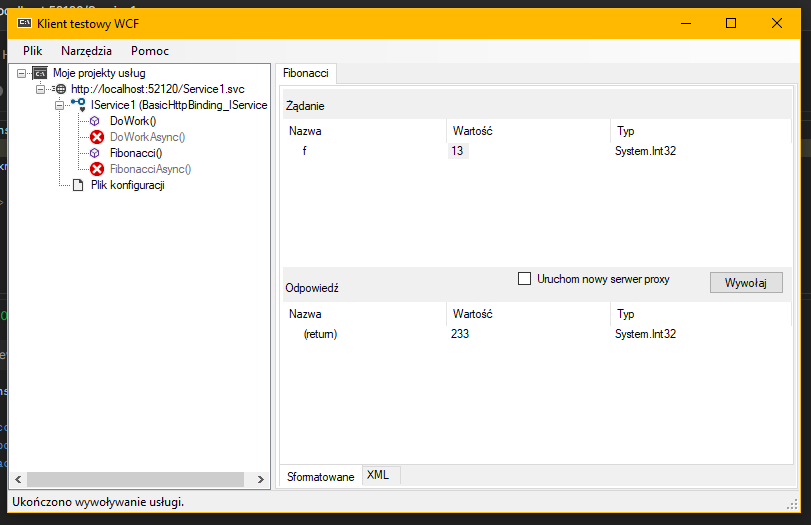 Klient testowy WCF
Plik Narzędzia Pomoc
Moje projekty usług
http://localhost:52120/Service1.svc
IService1 (BasicHttpBinding_IService
DoWork()
DoWorkAsync()
Fibonacci()
FibonacciAsync()
Plik konfiguracji
Fibonacci
Żądanie
Nazwa Wartość Typ
f 13 System.Int32
Odpowiedź
Uruchom nowy serwer proxy
Wywołaj
Nazwa Wartość Typ
(return) 233 System.Int32
Sformatowane XML
Ukończono wywoływanie usługi.